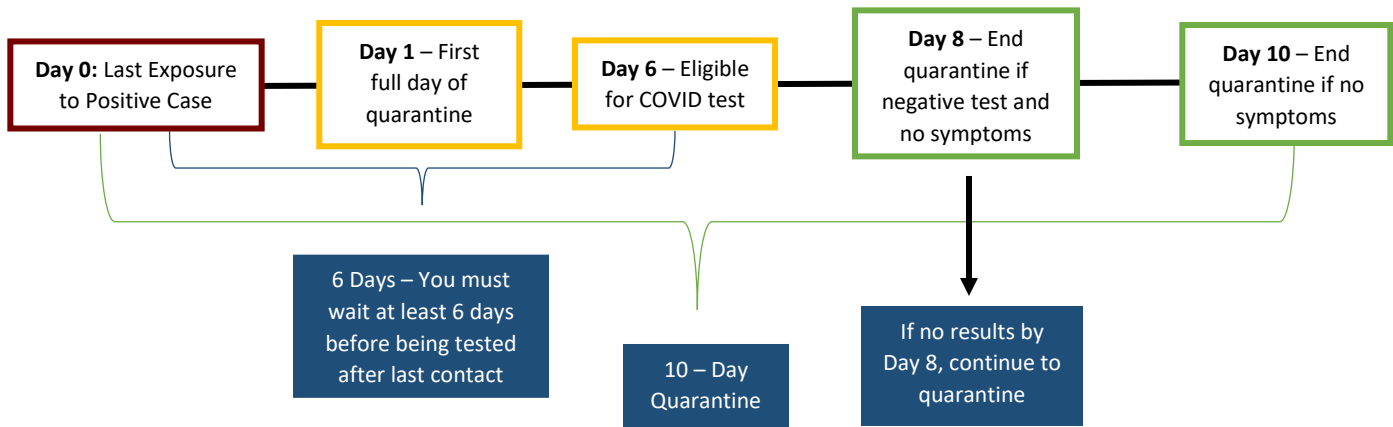 Day 0: Last Exposure
to Positive Case
Day 1 – First
full day of
quarantine
Day 6 – Eligible
for COVID test
Day 8 – End
quarantine if
negative test and
no symptoms
Day 10 – End
quarantine if no
symptoms
6 Days – You must
wait at least 6 days
before being tested
after last contact
10 – Day
Quarantine
If no results by
Day 8, continue to
quarantine